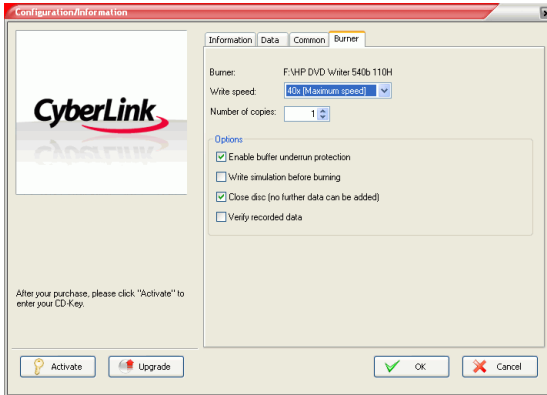 Configuration/Information
CyberLink
After your purchase, please click "Activate" to
enter your CD-Key.
Activate
Upgrade
Information
Data
Common
Burner
Burner:
F:\HP DVD Writer 540b 110H
Write speed:
40x [Maximum speed]
Number of copies:
1
Options
Enable buffer underrun protection
Write simulation before burning
Close disc (no further data can be added)
Verify recorded data
OK
Cancel